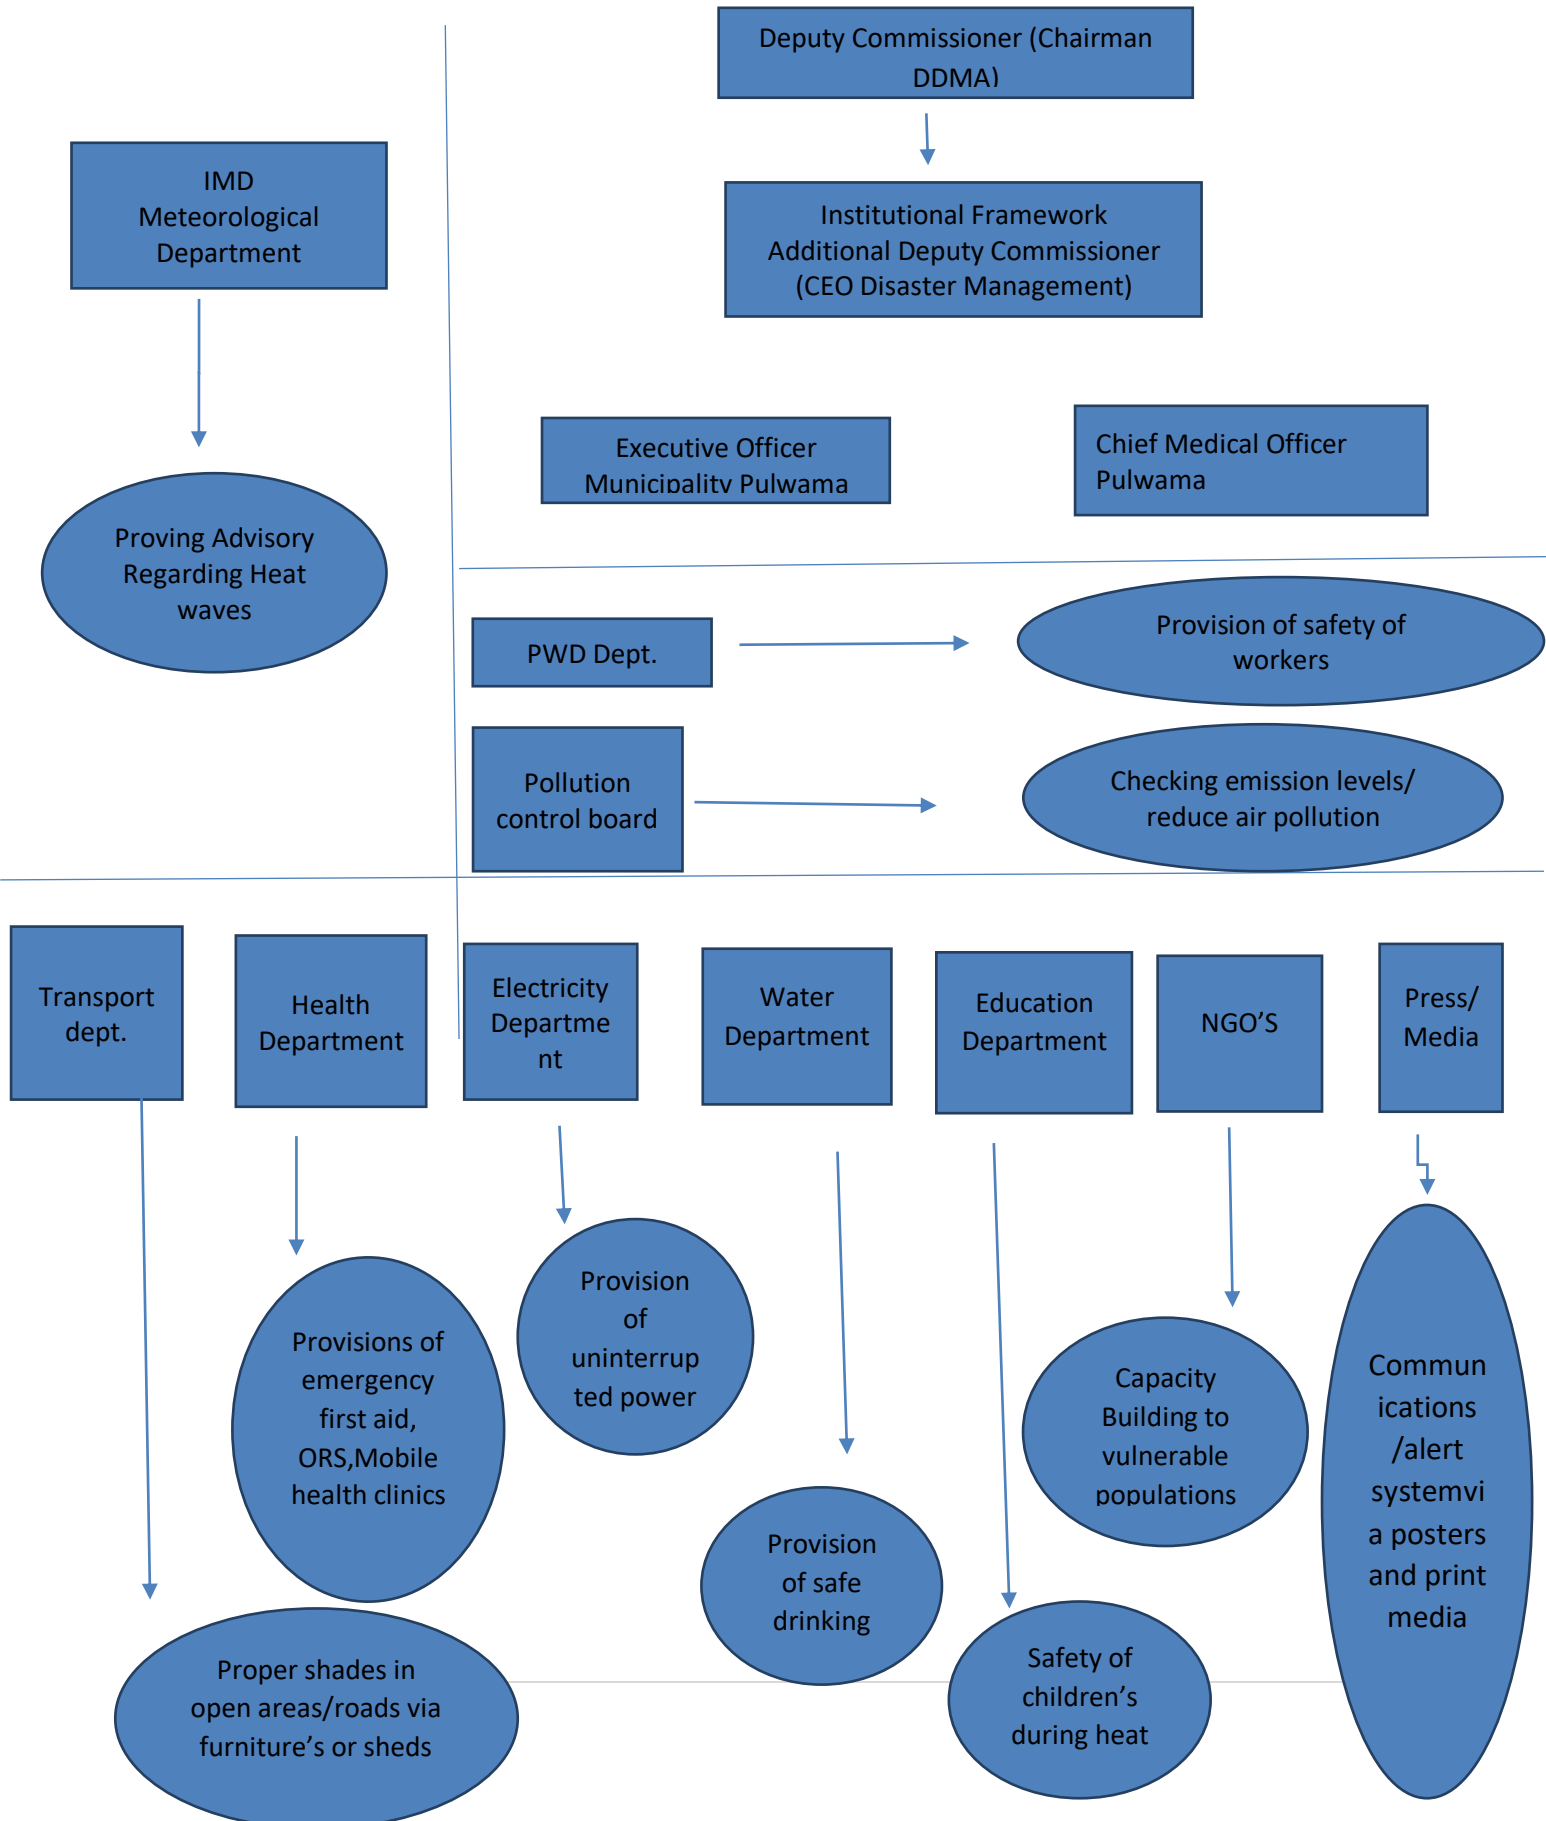 Deputy Commissioner (Chairman
DDMA)
IMD
Meteorological
Department
Institutional Framework
Additional Deputy Commissioner
(CEO Disaster Management)
Executive Officer
Municipality Pulwama
Chief Medical Officer
Pulwama
Proving Advisory
Regarding Heat
waves
PWD Dept.
Provision of safety of
workers
Pollution
control board
Checking emission levels/
reduce air pollution
Transport
dept.
Health
Department
Electricity
Departme
nt
Water
Department
Education
Department
NGO’S
Press/
Media
Provisions of
emergency
first aid,
ORS,Mobile
health clinics
Provision
of
uninterrup
ted power
Capacity
Building to
vulnerable
populations
Commun
ications
/alert
systemvi
a posters
and print
media
Provision
of safe
drinking
Proper shades in
open areas/roads via
furniture’s or sheds
Safety of
children’s
during heat